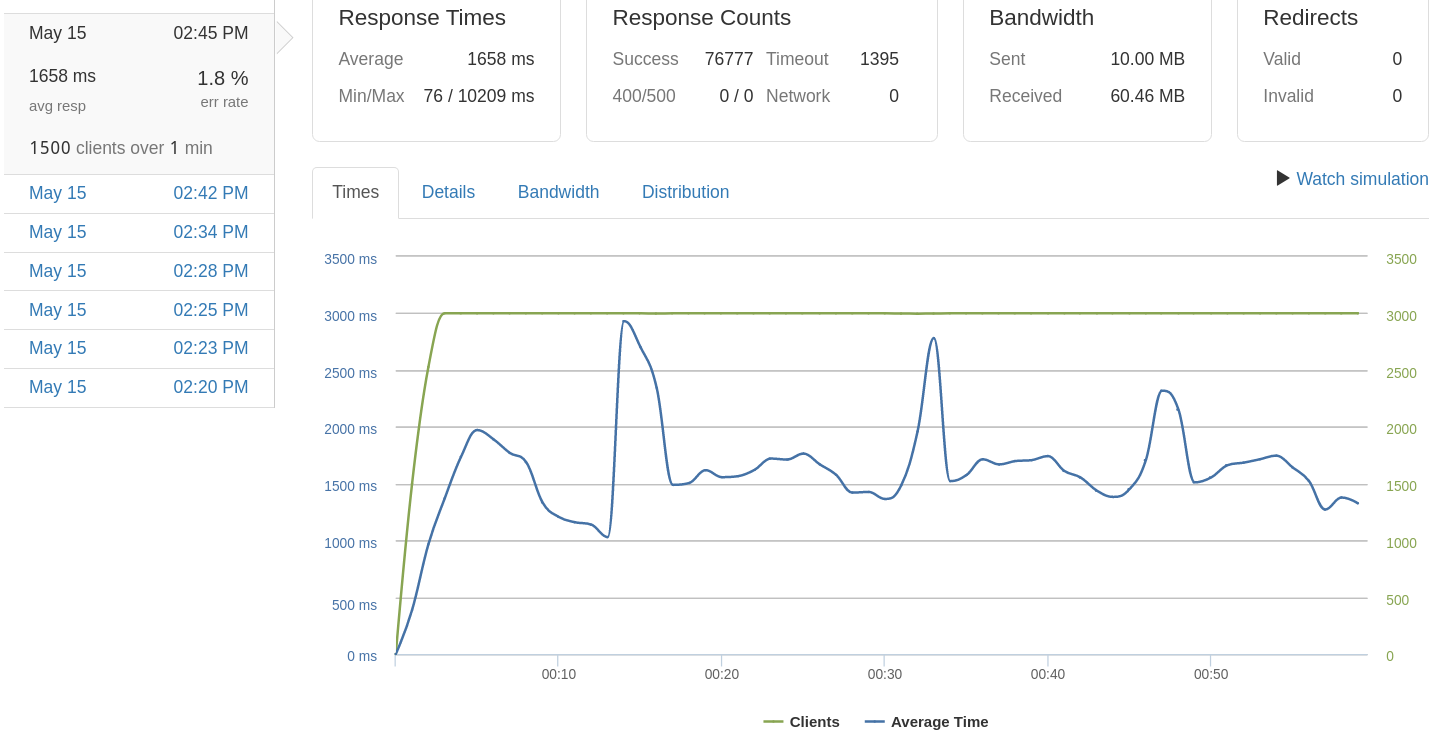 May 15 02:45 PM
1658 ms 1.8 %
avg resp err rate
1500 clients over 1 min
May 15 02:42 PM
May 15 02:34 PM
May 15 02:28 PM
May 15 02:25 PM
May 15 02:23 PM
May 15 02:20 PM
Response Times
Average 1658 ms
Min/Max 76 / 10209 ms
Response Counts
Success 76777 Timeout 1395
400/500 0 / 0 Network 0
Bandwidth
Sent 10.00 MB
Received 60.46 MB
Redirects
Valid 0
Invalid 0
Times Details Bandwidth Distribution
Watch simulation
3500 ms 3500
3000 ms 3000
2500 ms 2500
2000 ms 2000
1500 ms 1500
1000 ms 1000
500 ms 500
0 ms 0
00:10 00:20 00:30 00:40 00:50
Clients Average Time